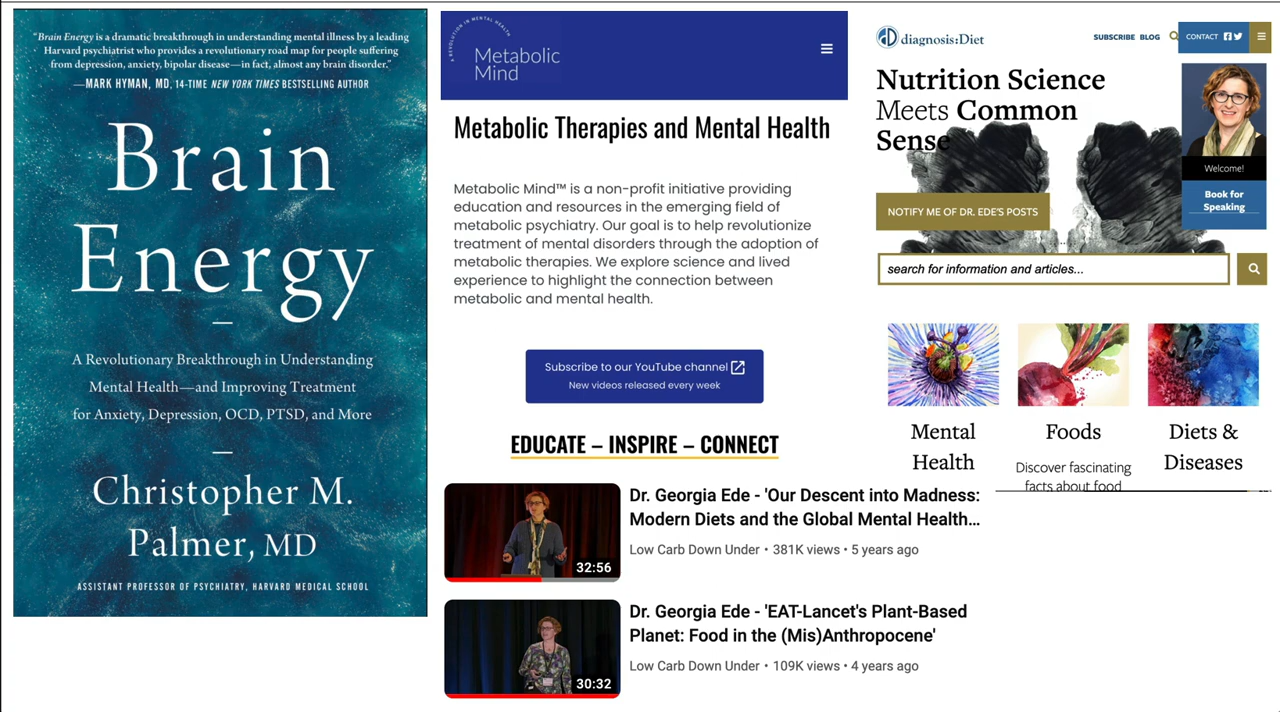 "Brain Energy is a dramatic breakthrough in understanding mental illness by a leading
Harvard psychiatrist who provides a revolutionary road map for people suffering
from depression, anxiety, bipolar disease—in fact, almost any brain disorder."
—MARK HYMAN, MD, 14-TIME NEW YORK TIMES BESTSELLING AUTHOR
Brain
Energy
A Revolutionary Breakthrough in Understanding
Mental Health—and Improving Treatment
for Anxiety, Depression, OCD, PTSD, and More
Christopher M.
Palmer, MD
ASSISTANT PROFESSOR OF PSYCHIATRY, HARVARD MEDICAL SCHOOL
A REVOLUTION IN MENTAL HEALTH
Metabolic
Mind
Metabolic Therapies and Mental Health
Metabolic Mind™ is a non-profit initiative providing
education and resources in the emerging field of
metabolic psychiatry. Our goal is to help revolutionize
treatment of mental disorders through the adoption of
metabolic therapies. We explore science and lived
experience to highlight the connection between
metabolic and mental health.
Subscribe to our YouTube channel
New videos released every week
EDUCATE – INSPIRE – CONNECT
32:56
Dr. Georgia Ede - 'Our Descent into Madness:
Modern Diets and the Global Mental Health...
Low Carb Down Under • 381K views • 5 years ago
30:32
Dr. Georgia Ede - 'EAT-Lancet's Plant-Based
Planet: Food in the (Mis)Anthropocene'
Low Carb Down Under • 109K views • 4 years ago
diagnosis:Diet
SUBSCRIBE BLOG
CONTACT
Nutrition Science
Meets Common
Sense
Welcome!
Book for
Speaking
NOTIFY ME OF DR. EDE'S POSTS
search for information and articles...
Mental
Health
Foods
Discover fascinating
facts about food
Diets &
Diseases